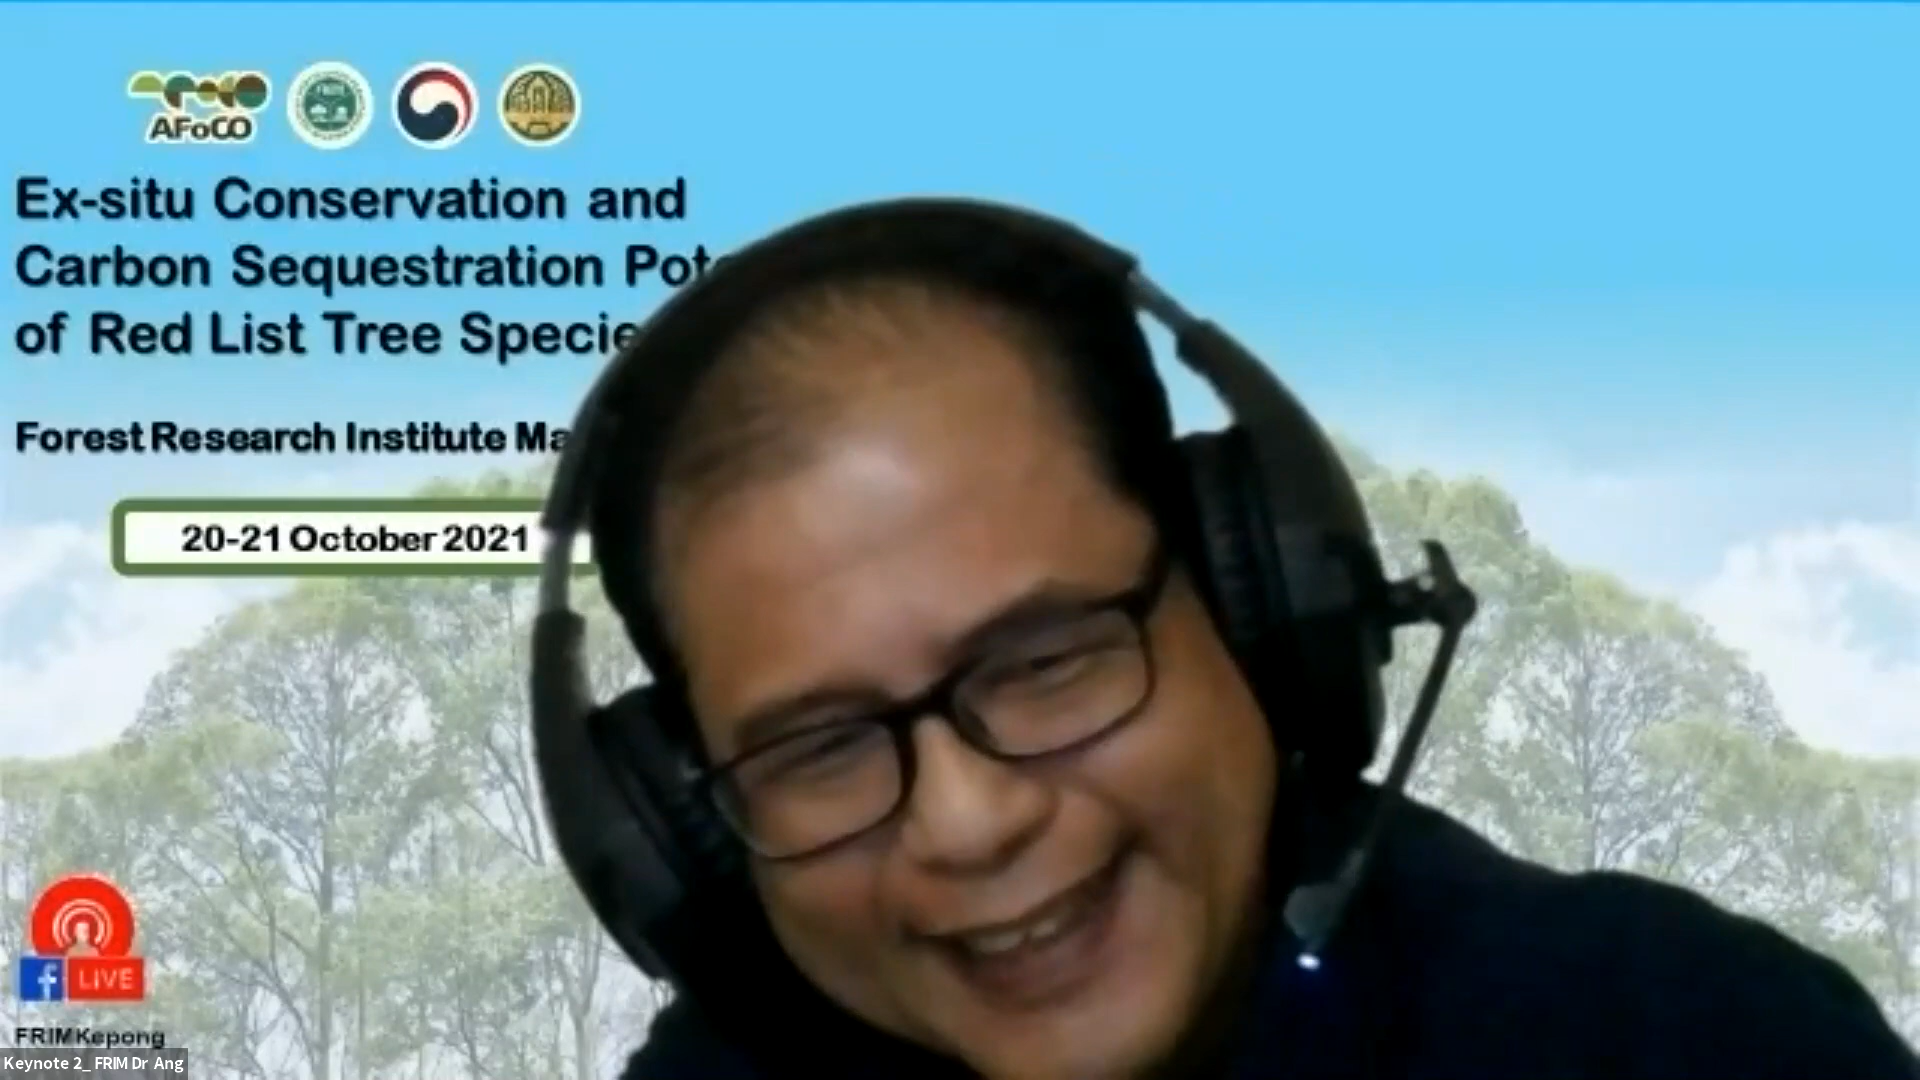 AFoCO
FRIM
Ex-situ Conservation and
Carbon Sequestration Pot
of Red List Tree Specie
Forest Research Institute Ma
20-21 October 2021
f LIVE
FRIMKepong
Keynote 2_ FRIM Dr Ang